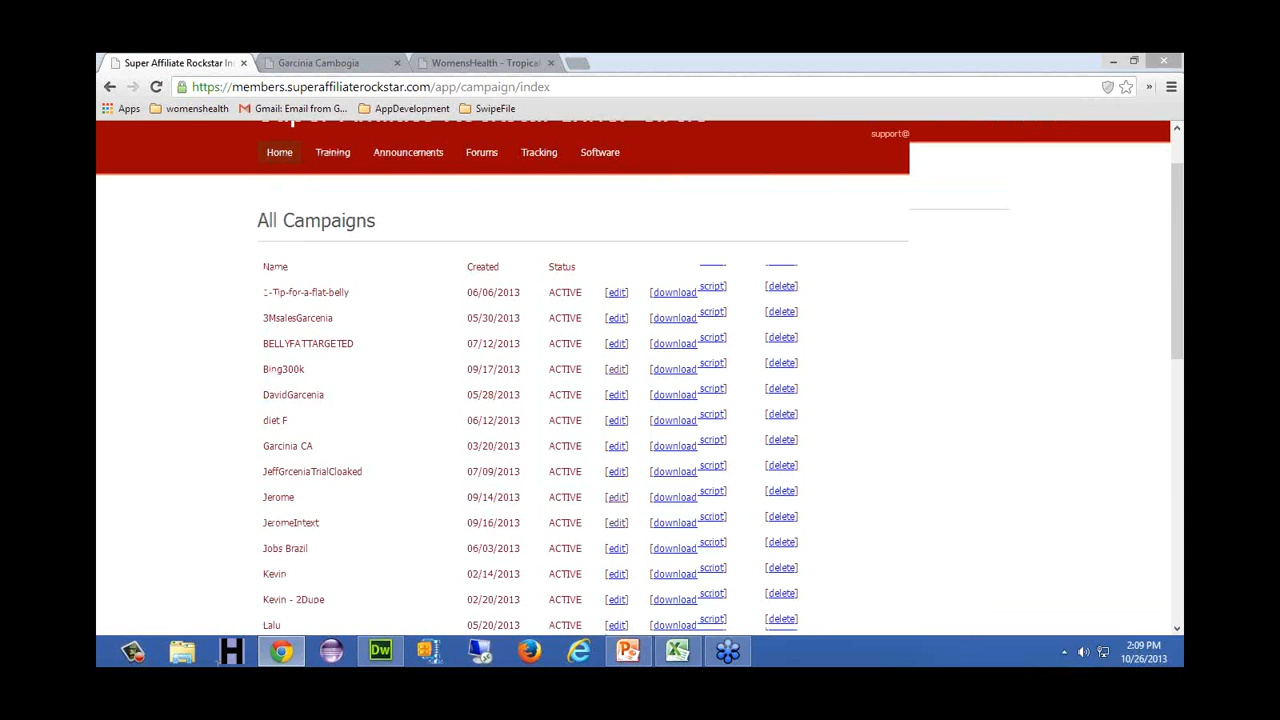 Super Affiliate Rockstar In
Garcinia Cambogia
WomensHealth - Tropical
https://members.superaffiliaterockstar.com/app/campaign/index
Apps
womenshealth
Gmail: Email from G...
AppDevelopment
SwipeFile
support@
Home Training Announcements Forums Tracking Software
All Campaigns
Name Created Status
1-Tip-for-a-flat-belly 06/06/2013 ACTIVE [edit] [download script] [delete]
3MsalesGarcenia 05/30/2013 ACTIVE [edit] [download script] [delete]
BELLYFATTARGETED 07/12/2013 ACTIVE [edit] [download script] [delete]
Bing300k 09/17/2013 ACTIVE [edit] [download script] [delete]
DavidGarcenia 05/28/2013 ACTIVE [edit] [download script] [delete]
diet F 06/12/2013 ACTIVE [edit] [download script] [delete]
Garcinia CA 03/20/2013 ACTIVE [edit] [download script] [delete]
JeffGrceniaTrialCloaked 07/09/2013 ACTIVE [edit] [download script] [delete]
Jerome 09/14/2013 ACTIVE [edit] [download script] [delete]
JeromeIntext 09/16/2013 ACTIVE [edit] [download script] [delete]
Jobs Brazil 06/03/2013 ACTIVE [edit] [download script] [delete]
Kevin 02/14/2013 ACTIVE [edit] [download script] [delete]
Kevin - 2Dupe 02/20/2013 ACTIVE [edit] [download script] [delete]
Lalu 05/20/2013 ACTIVE [edit] [download script] [delete]
2:09 PM
10/26/2013